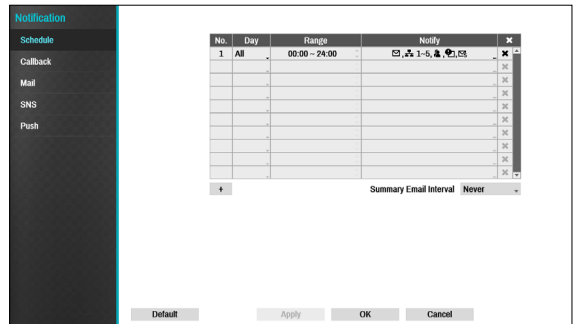 Notification
Schedule
Callback
Mail
SNS
Push
No. Day Range Notify ✖
1 All 00:00 ~ 24:00 , 1~5, , , ✖
+ Summary Email Interval Never
Default Apply OK Cancel